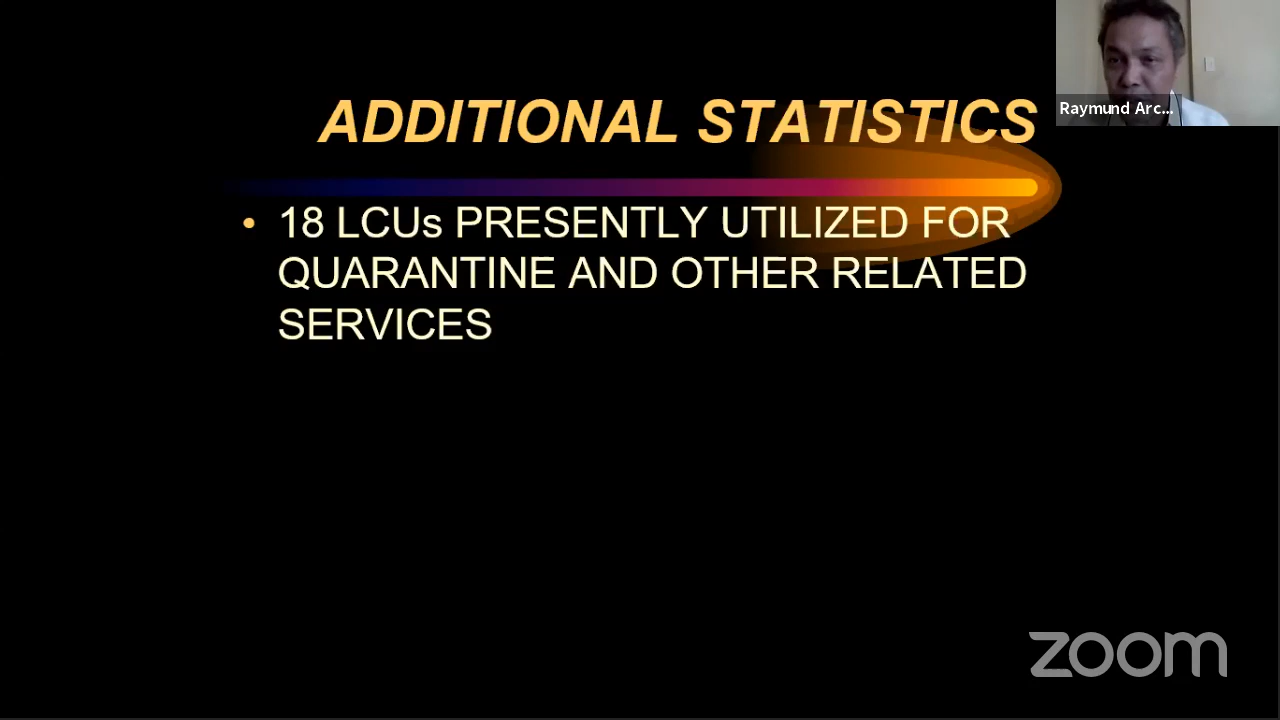 Raymund Arc...
ADDITIONAL STATISTICS
• 18 LCUs PRESENTLY UTILIZED FOR
QUARANTINE AND OTHER RELATED
SERVICES
zoom